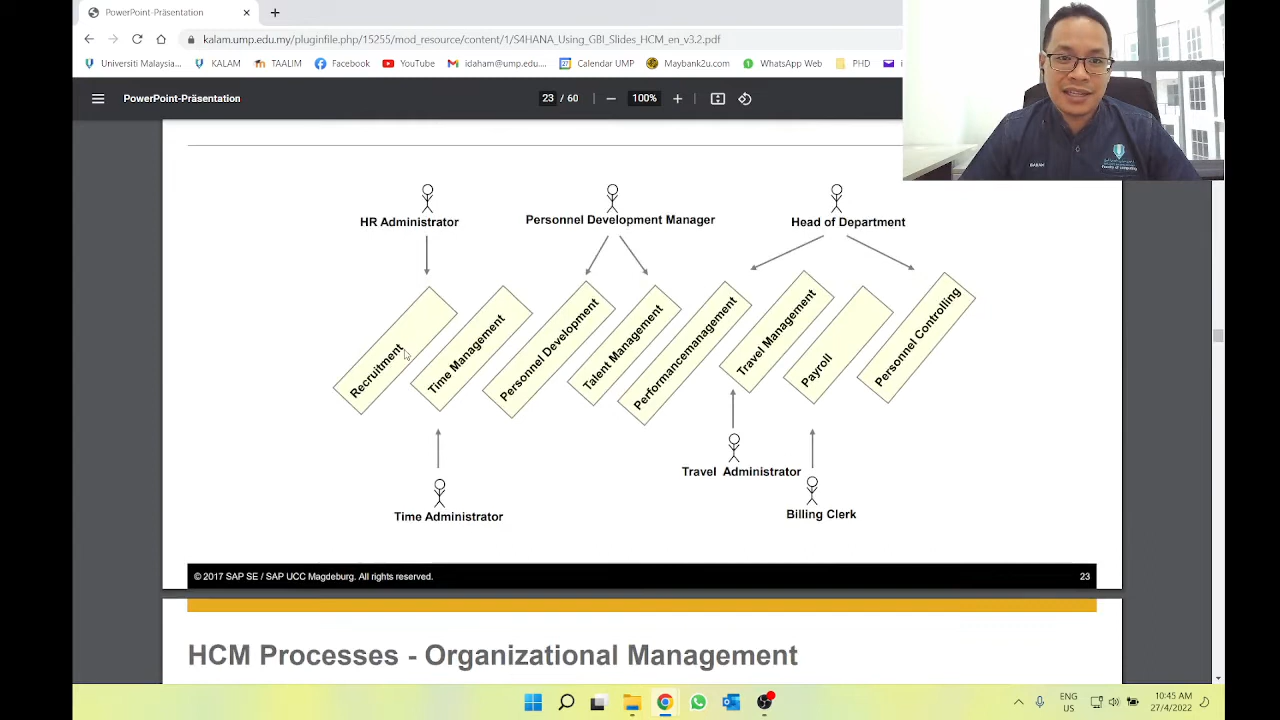 PowerPoint-Präsentation
kalam.ump.edu.my/pluginfile.php/15255/mod_resource/content/1/S4HANA_Using_GBI_Slides_HCM_en_v3.2.pdf
Universiti Malaysia... KALAM TAALIM Facebook YouTube Gmail Calendar UMP Maybank2u.com WhatsApp Web PHD
PowerPoint-Präsentation 23 / 60 100%
HR Administrator
Personnel Development Manager
Head of Department
Recruitment
Time Management
Personnel Development
Talent Management
Performancemanagement
Travel Management
Payroll
Personnel Controlling
Travel Administrator
Time Administrator
Billing Clerk
© 2017 SAP SE / SAP UCC Magdeburg. All rights reserved. 23
HCM Processes - Organizational Management
ENG
US
10:45 AM
27/4/2022